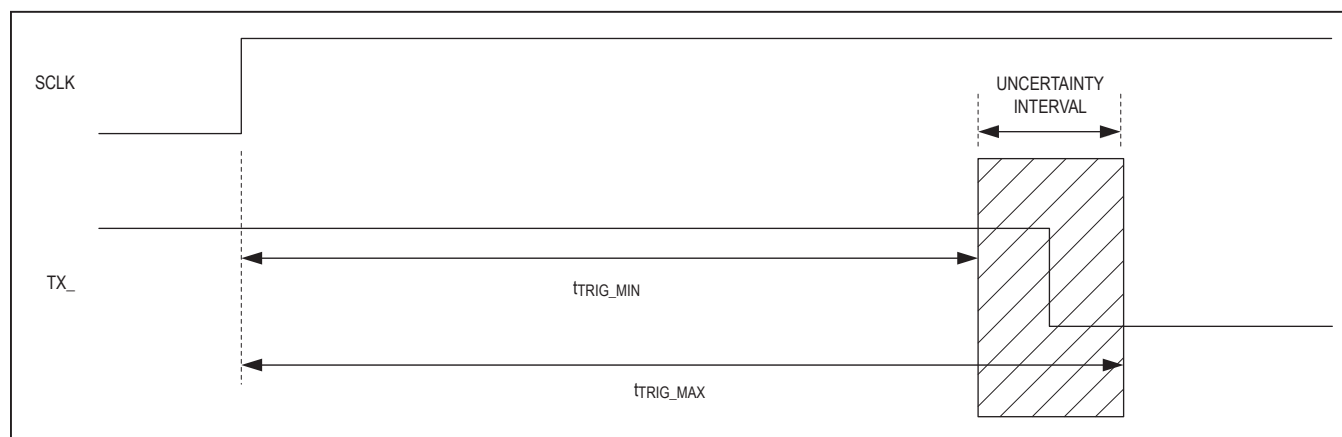 SCLK
UNCERTAINTY
INTERVAL
TX_
tTRIG_MIN
tTRIG_MAX